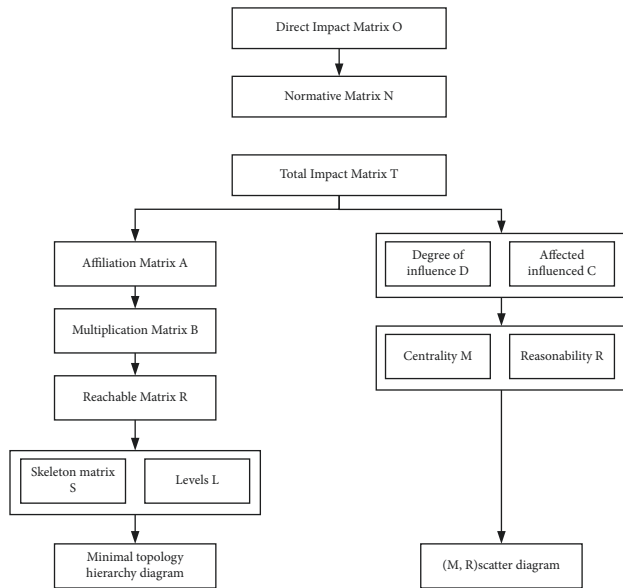 Direct Impact Matrix O
Normative Matrix N
Total Impact Matrix T
Affiliation Matrix A
Multiplication Matrix B
Reachable Matrix R
Skeleton matrix
S
Levels L
Minimal topology
hierarchy diagram
Degree of
influence D
Affected
influenced C
Centrality M
Reasonability R
(M, R)scatter diagram